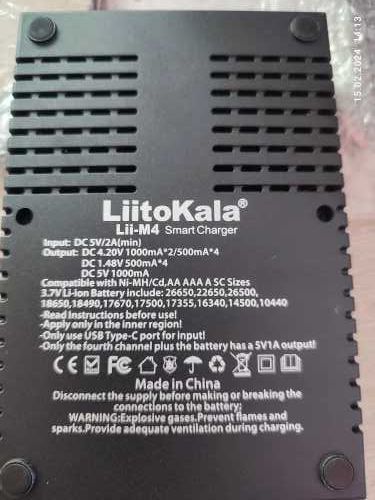 LiitoKala®
Lii-M4 Smart Charger
Input: DC 5V/2A(min)
Output: DC 4.20V 1000mA*2/500mA*4
DC 1.48V 500mA*4
DC 5V 1000mA
Compatible with Ni-MH/Cd,AA AAA A SC Sizes
3.7V Li-Ion Battery include: 26650,22650,26500,
18650,18490,17670,17500,17355,16340,14500,10440
-Read Instructions before use!
-Apply only in the inner region!
-Only use USB Type-C port for input!
-Only the fourth channel plus the battery has a 5V1A output!
CE
Made in China
Disconnect the supply before making or breaking the
connections to the battery;
WARNING:Explosive gases.Prevent flames and
sparks.Provide adequate ventilation during charging.
15.02.2024 14:13